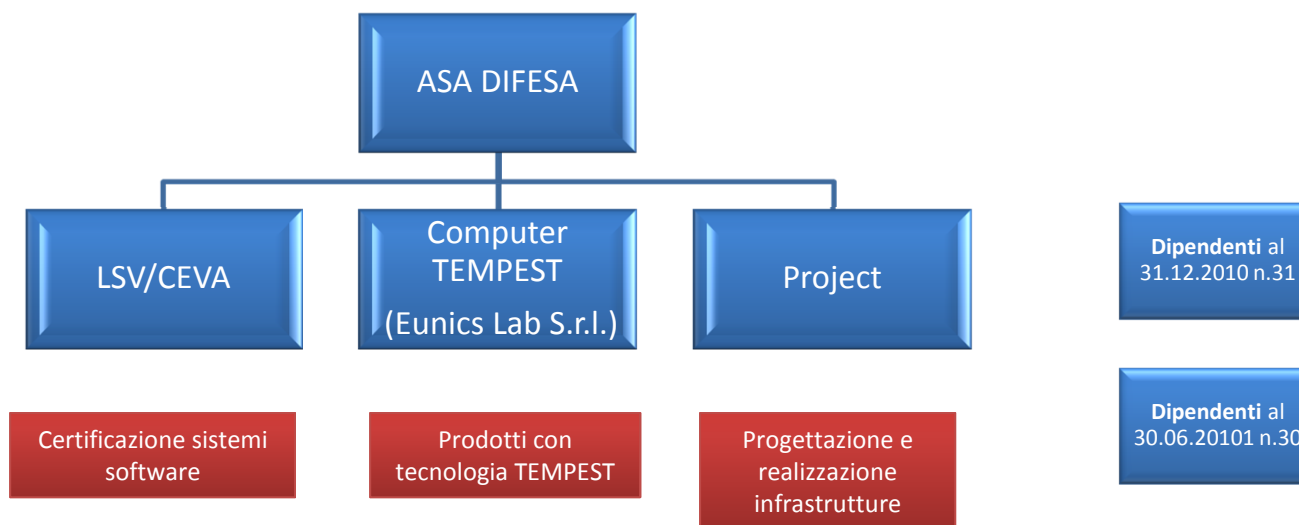 ASA DIFESA
LSV/CEVA
Computer
TEMPEST
(Eunics Lab S.r.l.)
Project
Dipendenti al
31.12.2010 n.31
Certificazione sistemi
software
Prodotti con
tecnologia TEMPEST
Progettazione e
realizzazione
infrastrutture
Dipendenti al
30.06.20101 n.30